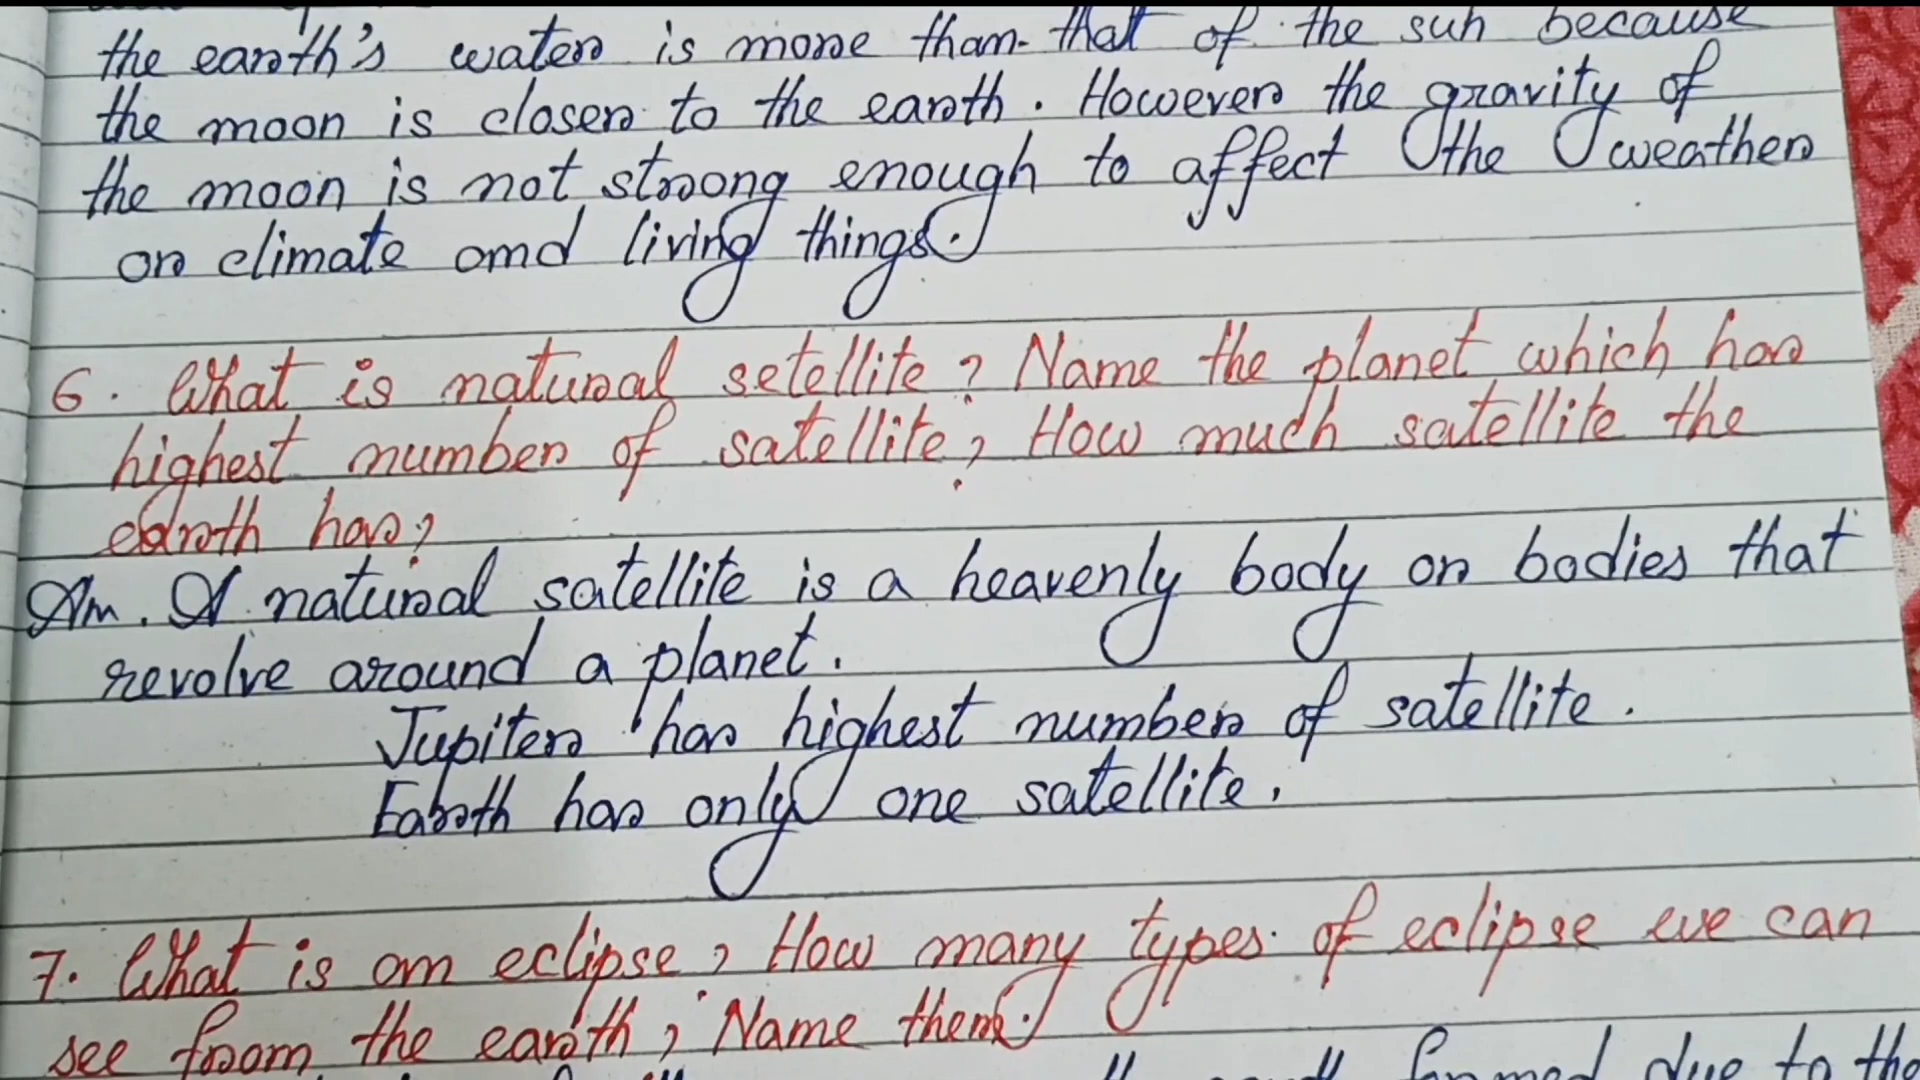 the earth's water is more than that of the sun because
the moon is closer to the earth. However the gravity of
the moon is not strong enough to affect the weather
or climate and living things.
6. What is natural setellite? Name the planet which has
highest number of satellite? How much satellite the
earth has?
Ans. A natural satellite is a heavenly body or bodies that
revolve around a planet.
Jupiter has highest number of satellite.
Earth has only one satellite.
7. What is an eclipse? How many types of eclipse we can
see from the earth? Name them.
formed due to the